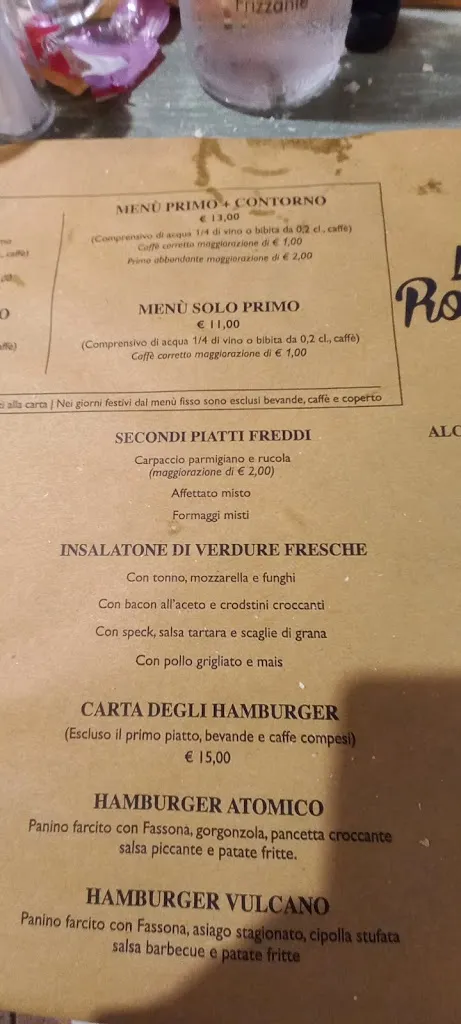 Frizzante
MENÙ PRIMO + CONTORNO
€ 13,00
(Comprensivo di acqua 1/4 di vino o bibita da 0,2 cl., caffè)
Caffè corretto maggiorazione di € 1,00
Primo abbondante maggiorazione di € 2,00
MENÙ SOLO PRIMO
€ 11,00
(Comprensivo di acqua 1/4 di vino o bibita da 0,2 cl., caffè)
Caffè corretto maggiorazione di € 1,00
alla carta | Nei giorni festivi dal menù fisso sono esclusi bevande, caffè e coperto
Ro
ALC
SECONDI PIATTI FREDDI
Carpaccio parmigiano e rucola
(maggiorazione di € 2,00)
Affettato misto
Formaggi misti
INSALATONE DI VERDURE FRESCHE
Con tonno, mozzarella e funghi
Con bacon all'aceto e crodstini croccanti
Con speck, salsa tartara e scaglie di grana
Con pollo grigliato e mais
CARTA DEGLI HAMBURGER
(Escluso il primo piatto, bevande e caffe compesi)
€ 15,00
HAMBURGER ATOMICO
Panino farcito con Fassona, gorgonzola, pancetta croccante
salsa piccante e patate fritte.
HAMBURGER VULCANO
Panino farcito con Fassona, asiago stagionato, cipolla stufata
salsa barbecue e patate fritte